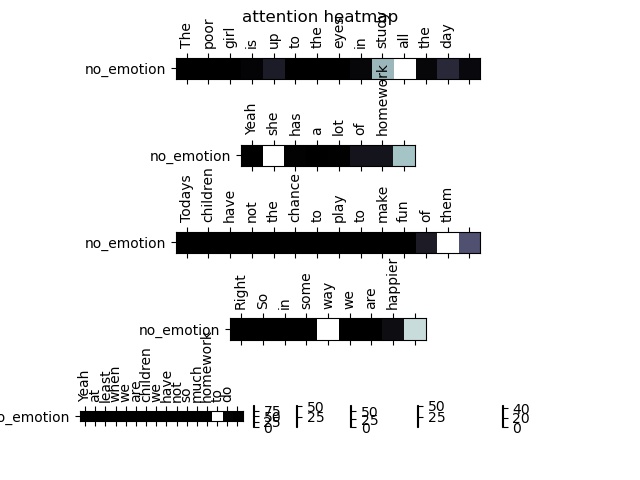 attention heatmap
The poor girl is up to the eyes in study all the day
no_emotion
Yeah she has a lot of homework
no_emotion
Todays children have not the chance to play to make fun of them
no_emotion
Right So in some way we are happier
no_emotion
Yeah at least when we are children we have not so much homework to do
o_emotion
75 50 25 0
50 25
50 25 0
50 25
40 20 0